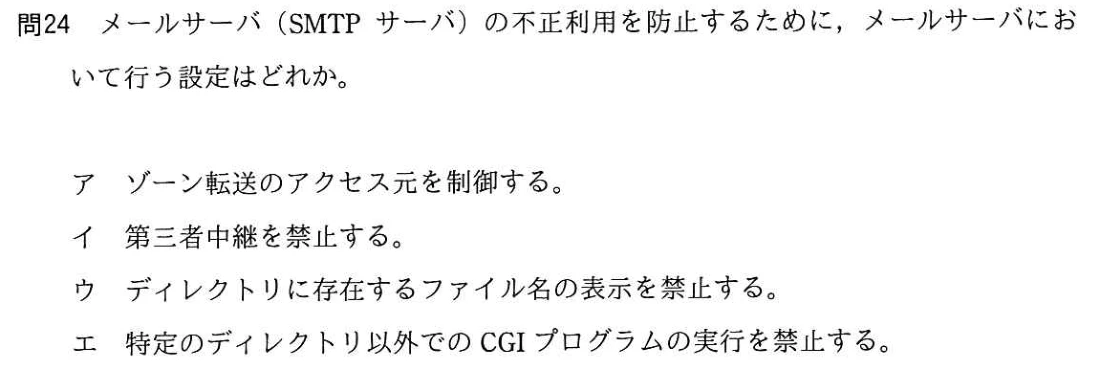 問24　メールサーバ（SMTP サーバ）の不正利用を防止するために，メールサーバにお
いて行う設定はどれか。
ア　ゾーン転送のアクセス元を制御する。
イ　第三者中継を禁止する。
ウ　ディレクトリに存在するファイル名の表示を禁止する。
エ　特定のディレクトリ以外での CGI プログラムの実行を禁止する。